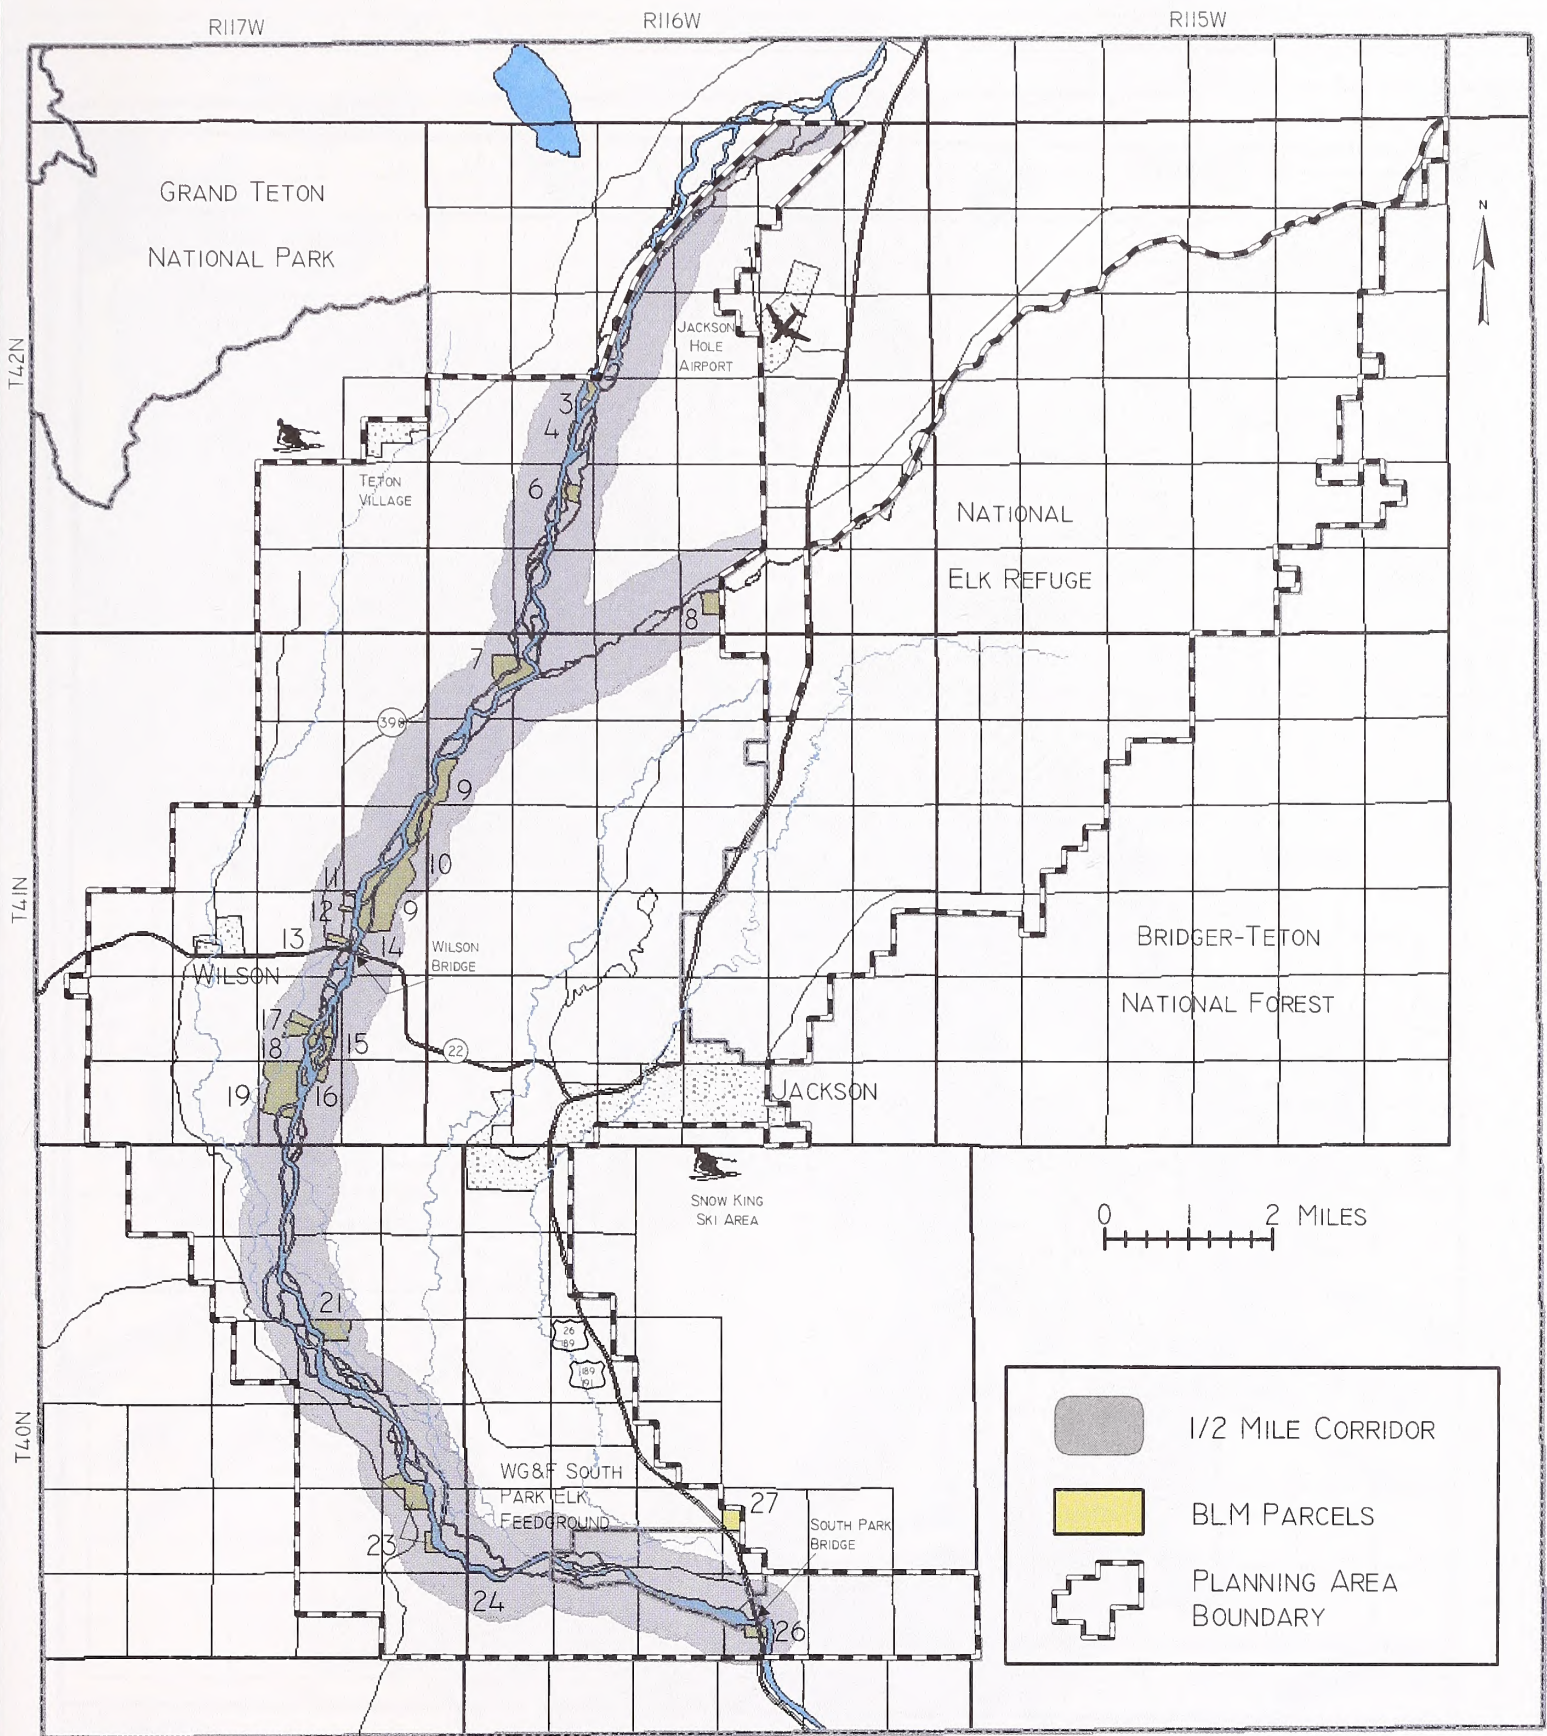 R117W
R116W
R115W
GRAND TETON
NATIONAL PARK
N
1
JACKSON
HOLE
AIRPORT
T42N
3
4
TETON
VILLAGE
6
NATIONAL
ELK REFUGE
8
7
390
9
10
11
12
9
T41N
13
14
WILSON
BRIDGE
WILSON
BRIDGER-TETON
NATIONAL FOREST
17
18
15
22
19
16
JACKSON
SNOW KING
SKI AREA
0 1 2 MILES
21
26
189
189
191
T40N
1/2 MILE CORRIDOR
WG&F SOUTH
PARK ELK
FEEDGROUND
27
SOUTH PARK
BRIDGE
BLM PARCELS
23
24
26
PLANNING AREA
BOUNDARY